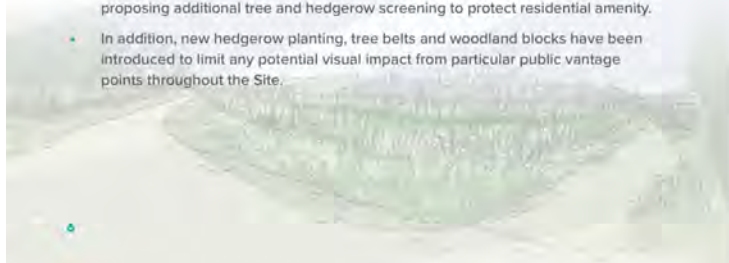 proposing additional tree and hedgerow screening to protect residential amenity.
• In addition, new hedgerow planting, tree belts and woodland blocks have been
introduced to limit any potential visual impact from particular public vantage
points throughout the Site.